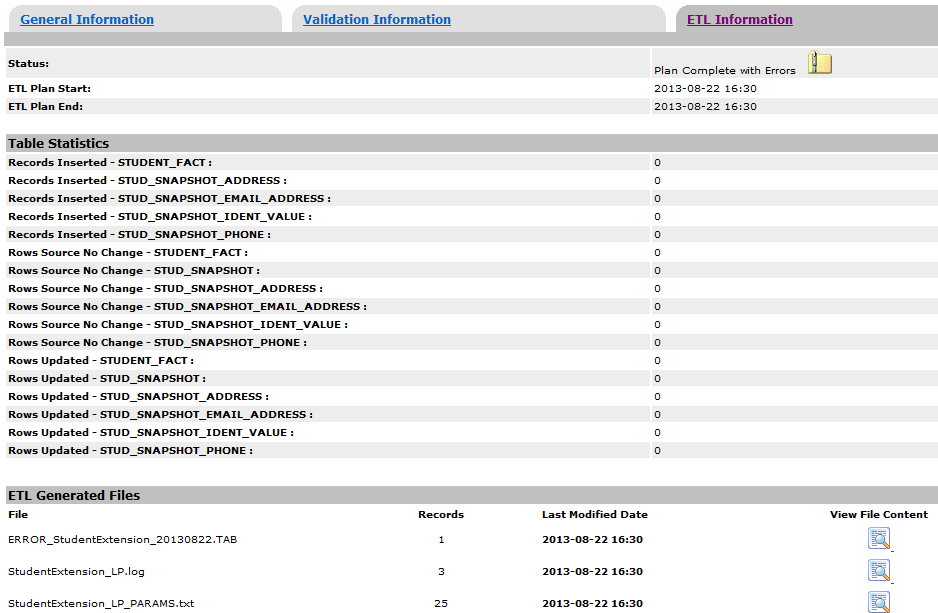 General Information Validation Information ETL Information
Status: Plan Complete with Errors
ETL Plan Start: 2013-08-22 16:30
ETL Plan End: 2013-08-22 16:30
Table Statistics
Records Inserted - STUDENT_FACT : 0
Records Inserted - STUD_SNAPSHOT_ADDRESS : 0
Records Inserted - STUD_SNAPSHOT_EMAIL_ADDRESS : 0
Records Inserted - STUD_SNAPSHOT_IDENT_VALUE : 0
Records Inserted - STUD_SNAPSHOT_PHONE : 0
Rows Source No Change - STUDENT_FACT : 0
Rows Source No Change - STUD_SNAPSHOT : 0
Rows Source No Change - STUD_SNAPSHOT_ADDRESS : 0
Rows Source No Change - STUD_SNAPSHOT_EMAIL_ADDRESS : 0
Rows Source No Change - STUD_SNAPSHOT_IDENT_VALUE : 0
Rows Source No Change - STUD_SNAPSHOT_PHONE : 0
Rows Updated - STUDENT_FACT : 0
Rows Updated - STUD_SNAPSHOT : 0
Rows Updated - STUD_SNAPSHOT_ADDRESS : 0
Rows Updated - STUD_SNAPSHOT_EMAIL_ADDRESS : 0
Rows Updated - STUD_SNAPSHOT_IDENT_VALUE : 0
Rows Updated - STUD_SNAPSHOT_PHONE : 0
ETL Generated Files
File Records Last Modified Date View File Content
ERROR_StudentExtension_20130822.TAB 1 2013-08-22 16:30
StudentExtension_LP.log 3 2013-08-22 16:30
StudentExtension_LP_PARAMS.txt 25 2013-08-22 16:30